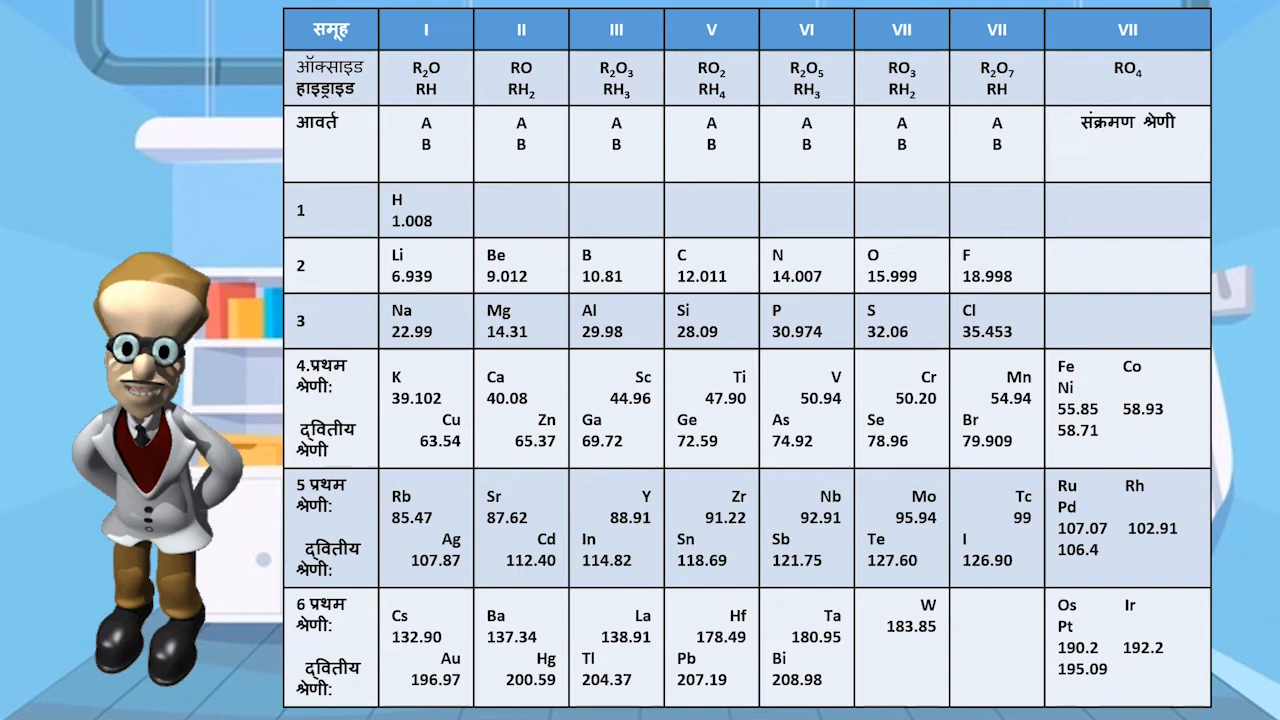 समूह I II III V VI VII VII VII
ऑक्साइड R₂O RO R₂O₃ RO₂ R₂O₅ RO₃ R₂O₇ RO₄
हाइड्राइड RH RH₂ RH₃ RH₄ RH₃ RH₂ RH
आवर्त A A A A A A A संक्रमण श्रेणी
B B B B B B B
1 H
1.008
2 Li Be B C N O F
6.939 9.012 10.81 12.011 14.007 15.999 18.998
3 Na Mg Al Si P S Cl
22.99 14.31 29.98 28.09 30.974 32.06 35.453
4.प्रथम श्रेणी: K Ca Sc Ti V Cr Mn Fe Co Ni
39.102 40.08 44.96 47.90 50.94 50.20 54.94 55.85 58.93 58.71
द्वितीय श्रेणी Cu Zn Ga Ge As Se Br
63.54 65.37 69.72 72.59 74.92 78.96 79.909
5 प्रथम श्रेणी: Rb Sr Y Zr Nb Mo Tc Ru Rh Pd
85.47 87.62 88.91 91.22 92.91 95.94 99 107.07 102.91 106.4
द्वितीय श्रेणी: Ag Cd In Sn Sb Te I
107.87 112.40 114.82 118.69 121.75 127.60 126.90
6 प्रथम श्रेणी: Cs Ba La Hf Ta W Os Ir Pt
132.90 137.34 138.91 178.49 180.95 183.85 190.2 192.2 195.09
द्वितीय श्रेणी: Au Hg Tl Pb Bi
196.97 200.59 204.37 207.19 208.98